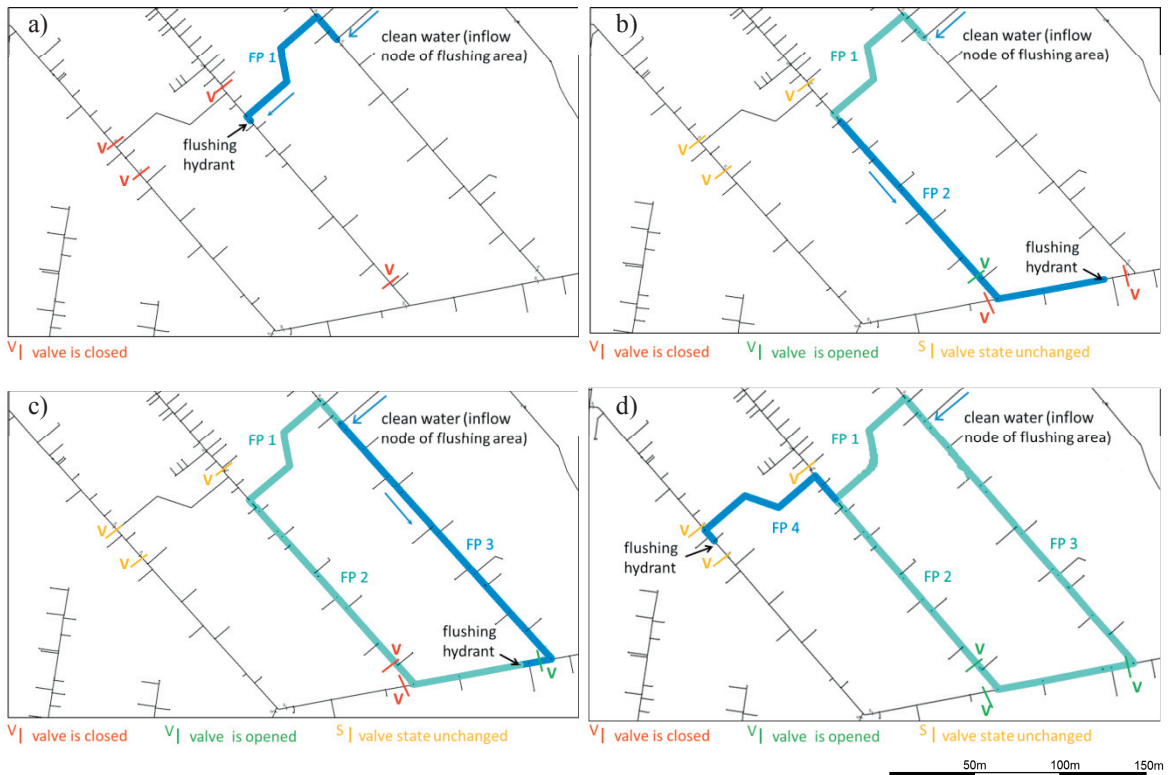 a)
FP 1
clean water (inflow
node of flushing area)
V
flushing
hydrant
V
V
V
V| valve is closed
b)
FP 1
clean water (inflow
node of flushing area)
V
V
V
FP 2
flushing
hydrant
V
V
V
V| valve is closed
V| valve is opened
S| valve state unchanged
c)
FP 1
clean water (inflow
node of flushing area)
V
V
V
FP 3
FP 2
flushing
hydrant
V
V
V
V| valve is closed
V| valve is opened
S| valve state unchanged
d)
FP 1
clean water (inflow
node of flushing area)
V
V
FP 4
flushing
hydrant
V
FP 3
FP 2
V
V
V
V| valve is closed
V| valve is opened
S| valve state unchanged
50m 100m 150m